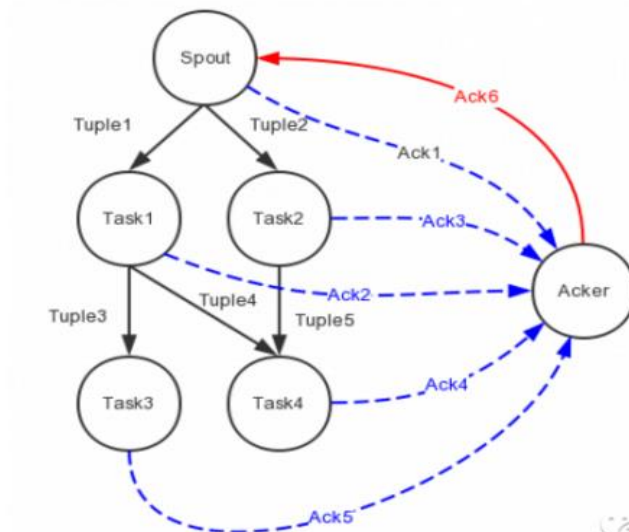 Spout
Ack6
Tuple1
Tuple2
Ack1
Task1
Task2
Ack3
Acker
Tuple4
Ack2
Tuple3
Tuple5
Task3
Task4
Ack4
Ack5